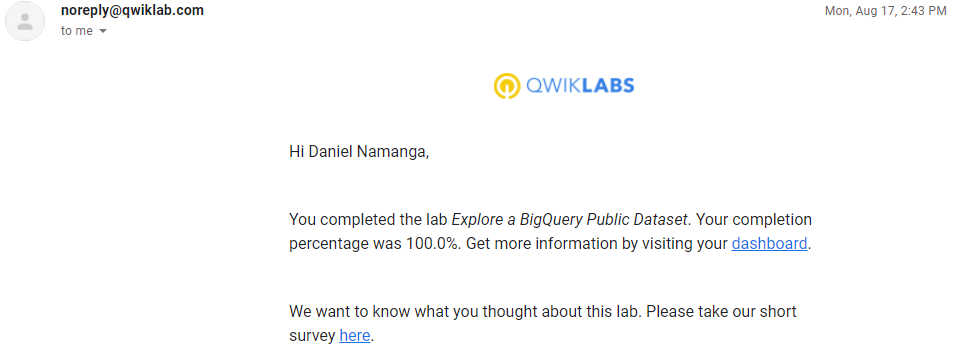 noreply@qwiklab.com
Mon, Aug 17, 2:43 PM
to me
QWIKLABS
Hi Daniel Namanga,
You completed the lab Explore a BigQuery Public Dataset. Your completion
percentage was 100.0%. Get more information by visiting your dashboard.
We want to know what you thought about this lab. Please take our short
survey here.